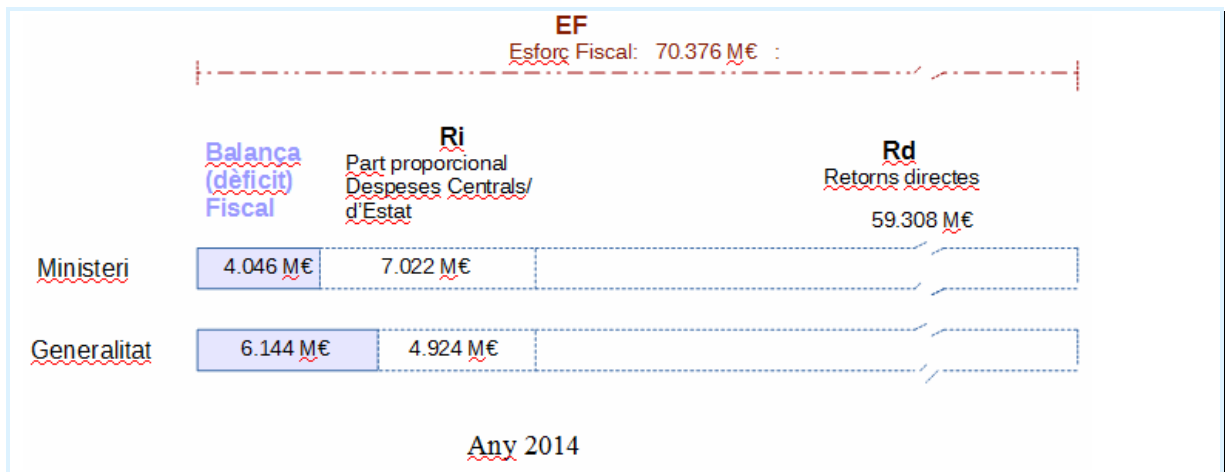 EF
Esforç Fiscal: 70.376 M€ :
Balança
(dèficit)
Fiscal
Ri
Part proporcional
Despeses Centrals/
d'Estat
Rd
Retorns directes
59.308 M€
Ministeri 4.046 M€ 7.022 M€
Generalitat 6.144 M€ 4.924 M€
Any 2014